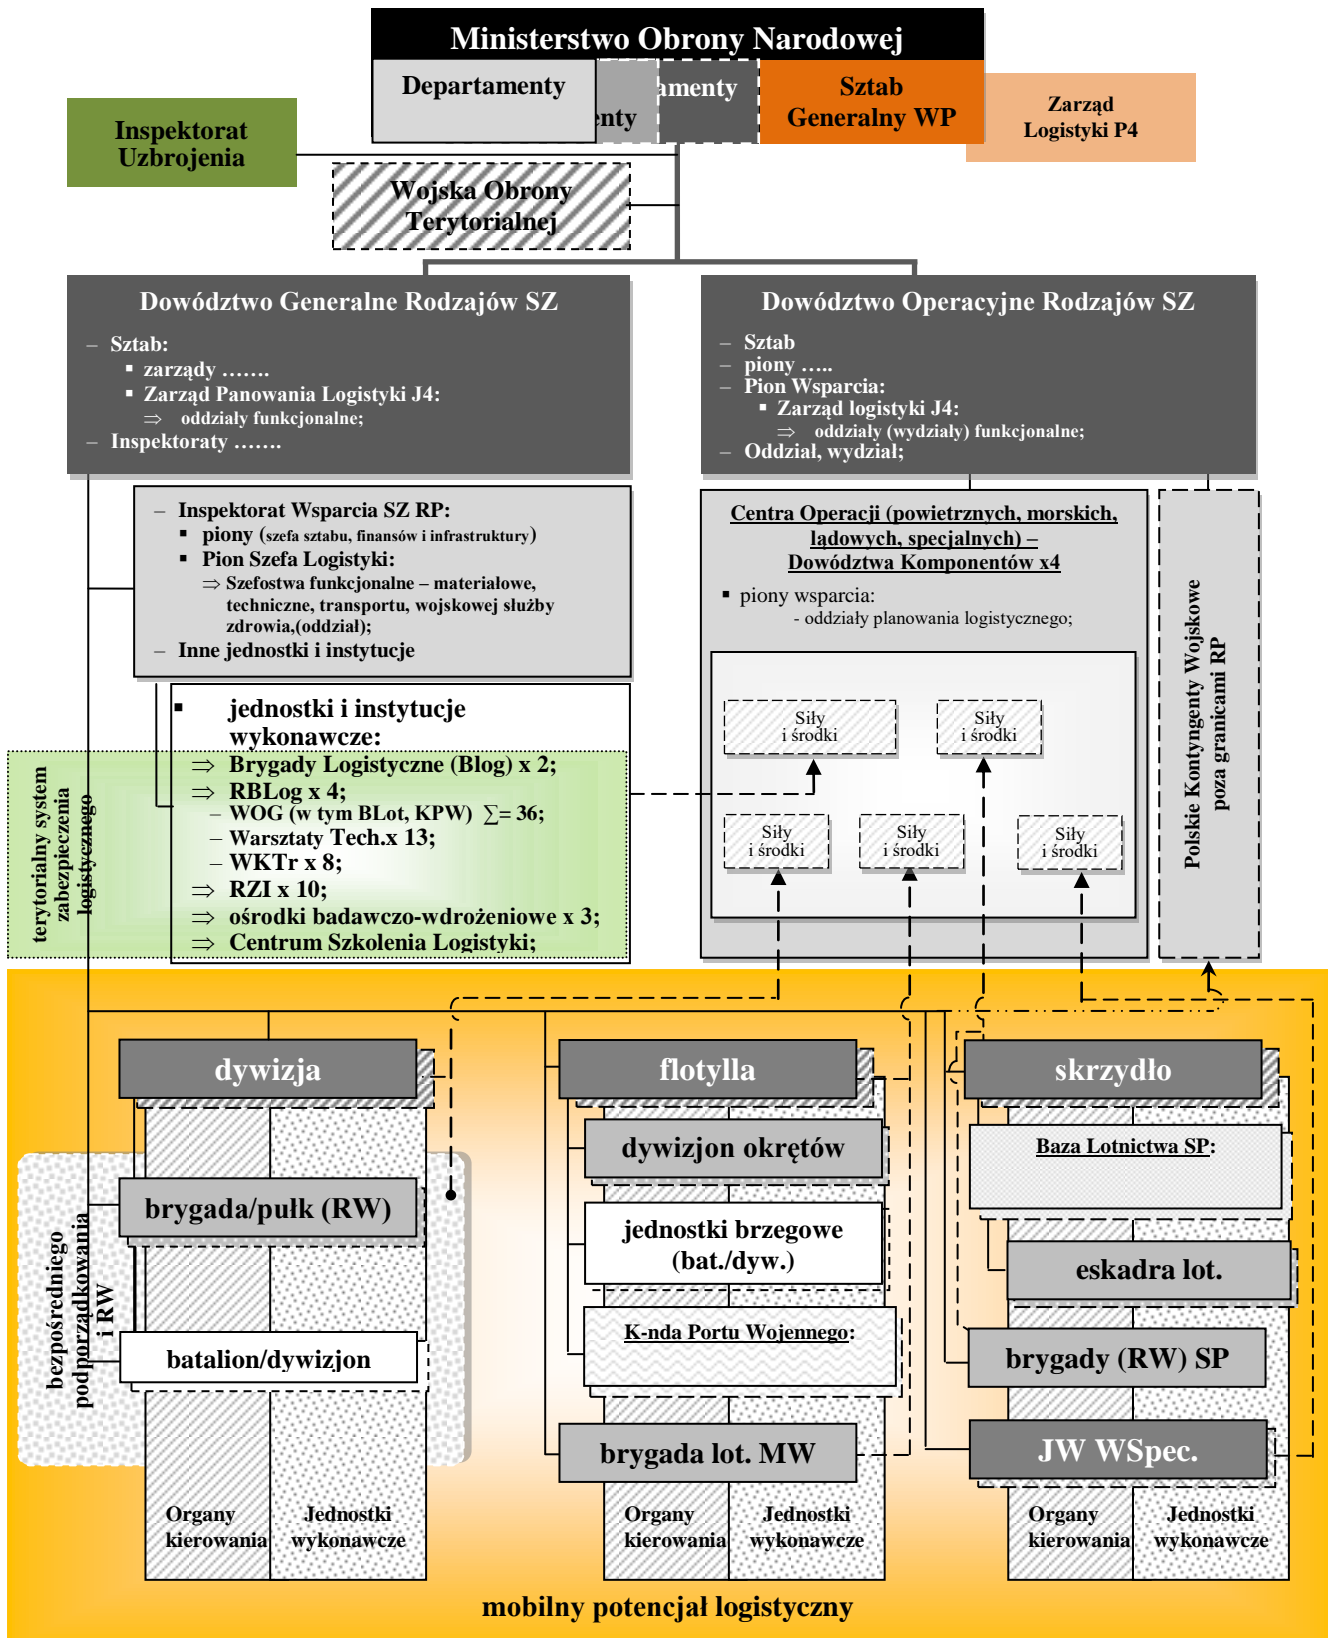 Ministerstwo Obrony Narodowej
Departamenty
amenty
enty
Sztab
Generalny WP
Zarząd
Logistyki P4
Inspektorat
Uzbrojenia
Wojska Obrony
Terytorialnej
Dowództwo Generalne Rodzajów SZ
– Sztab:
▪ zarządy …….
▪ Zarząd Panowania Logistyki J4:
⇒ oddziały funkcjonalne;
– Inspektoraty …….
Dowództwo Operacyjne Rodzajów SZ
– Sztab
– piony …..
– Pion Wsparcia:
▪ Zarząd logistyki J4:
⇒ oddziały (wydziały) funkcjonalne;
– Oddział, wydział;
– Inspektorat Wsparcia SZ RP:
▪ piony (szefa sztabu, finansów i infrastruktury)
▪ Pion Szefa Logistyki:
⇒ Szefostwa funkcjonalne – materiałowe,
techniczne, transportu, wojskowej służby
zdrowia,(oddział);
– Inne jednostki i instytucje
▪ jednostki i instytucje
wykonawcze:
⇒ Brygady Logistyczne (Blog) x 2;
⇒ RBLog x 4;
– WOG (w tym BLot, KPW) ∑= 36;
– Warsztaty Tech.x 13;
– WKTr x 8;
⇒ RZI x 10;
⇒ ośrodki badawczo-wdrożeniowe x 3;
⇒ Centrum Szkolenia Logistyki;
terytorialny system
zabezpieczenia
logistycznego
Centra Operacji (powietrznych, morskich,
lądowych, specjalnych) –
Dowództwa Komponentów x4
▪ piony wsparcia:
- oddziały planowania logistycznego;
Siły
i środki
Siły
i środki
Siły
i środki
Siły
i środki
Siły
i środki
Polskie Kontyngenty Wojskowe
poza granicami RP
dywizja
brygada/pułk (RW)
batalion/dywizjon
bezpośredniego
podporządkowania
i RW
Organy
kierowania
Jednostki
wykonawcze
flotylla
dywizjon okrętów
jednostki brzegowe
(bat./dyw.)
K-nda Portu Wojennego:
brygada lot. MW
Organy
kierowania
Jednostki
wykonawcze
skrzydło
Baza Lotnictwa SP:
eskadra lot.
brygady (RW) SP
JW WSpec.
Organy
kierowania
Jednostki
wykonawcze
mobilny potencjał logistyczny